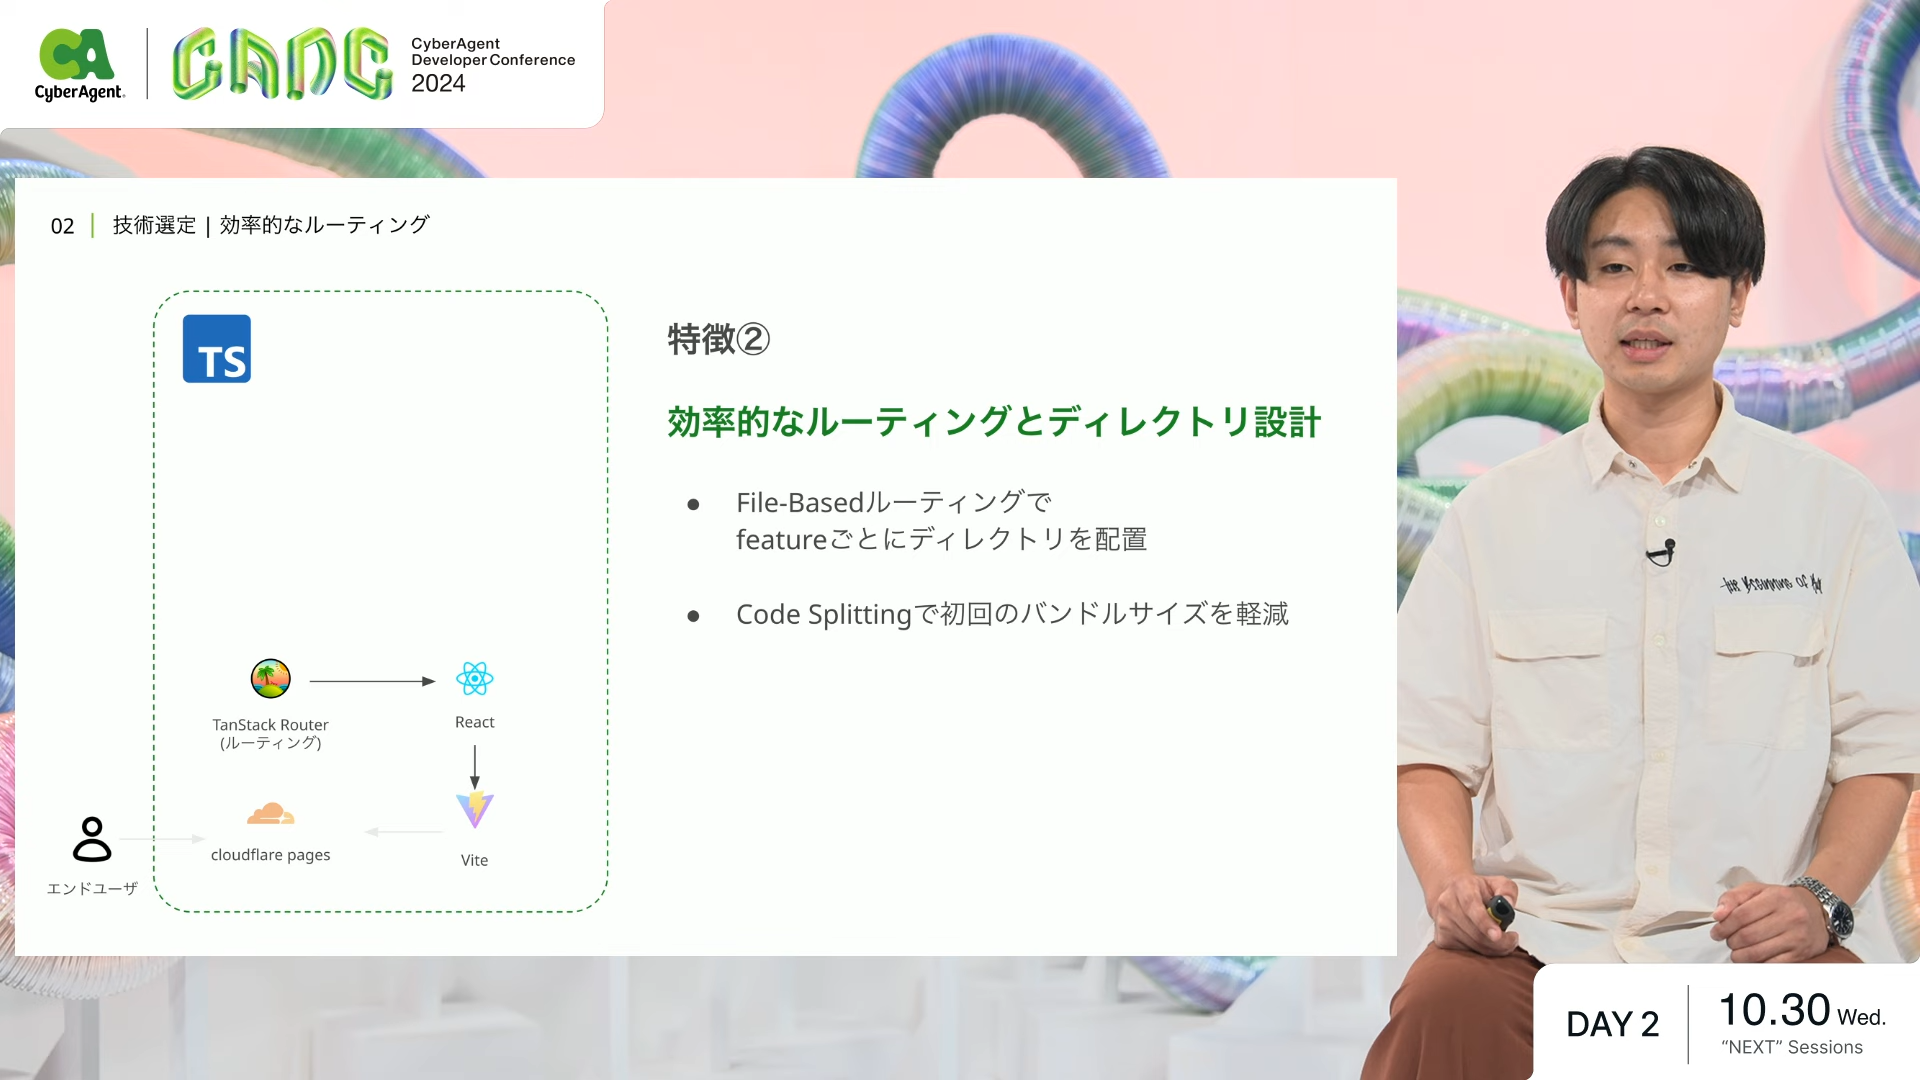 CyberAgent
CyberAgent
Developer Conference
2024
02 | 技術選定 | 効率的なルーティング
TS
特徴②
効率的なルーティングとディレクトリ設計
● File-Basedルーティングで
featureごとにディレクトリを配置
● Code Splittingで初回のバンドルサイズを軽減
TanStack Router
(ルーティング)
React
cloudflare pages
Vite
エンドユーザ
DAY 2
10.30 Wed.
“NEXT” Sessions